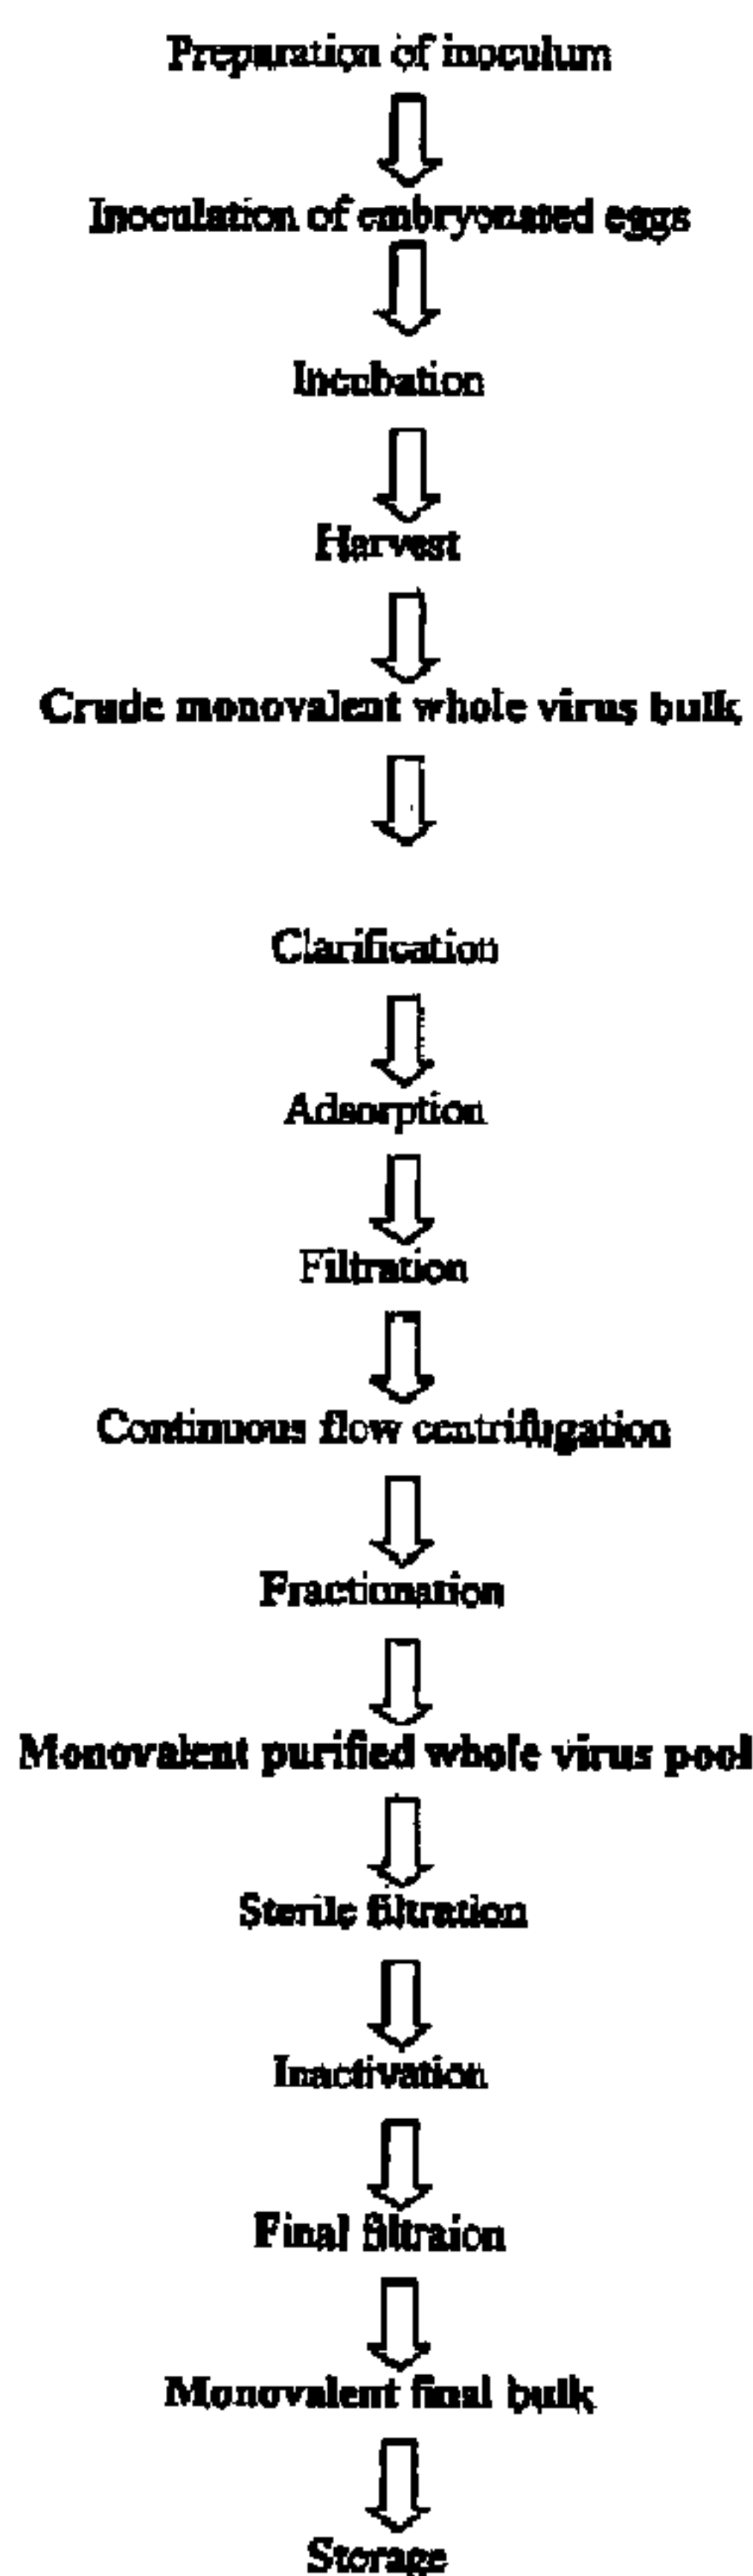 Preparation of inoculum
Inoculation of embryonated eggs
Incubation
Harvest
Crude monovalent whole virus bulk
Clarification
Adsorption
Filtration
Continuous flow centrifugation
Fractionation
Monovalent purified whole virus pool
Sterile filtration
Inactivation
Final filtraion
Monovalent final bulk
Storage